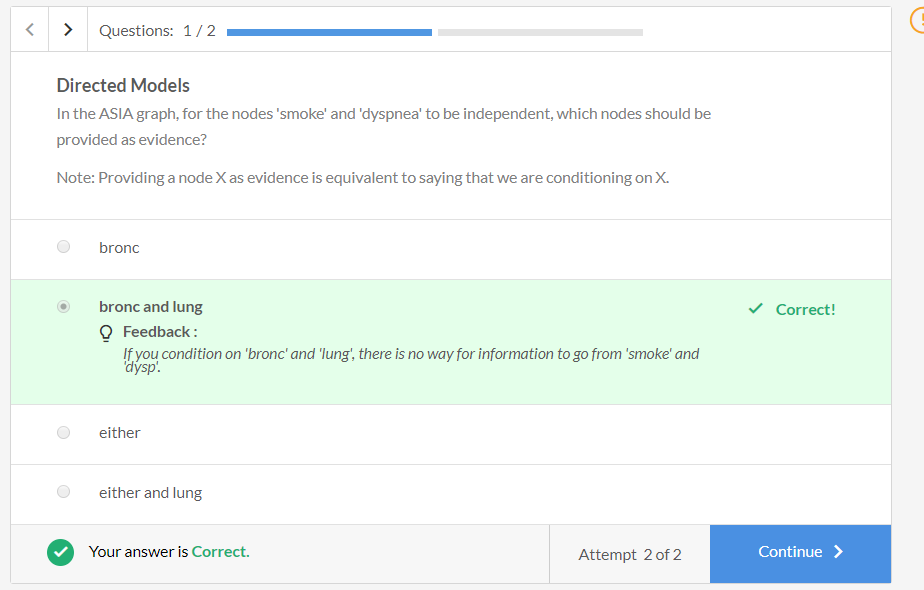 Questions: 1 / 2
Directed Models
In the ASIA graph, for the nodes 'smoke' and 'dyspnea' to be independent, which nodes should be
provided as evidence?
Note: Providing a node X as evidence is equivalent to saying that we are conditioning on X.
bronc
bronc and lung
Correct!
Feedback :
If you condition on 'bronc' and 'lung', there is no way for information to go from 'smoke' and
'dysp'.
either
either and lung
Your answer is Correct.
Attempt 2 of 2
Continue